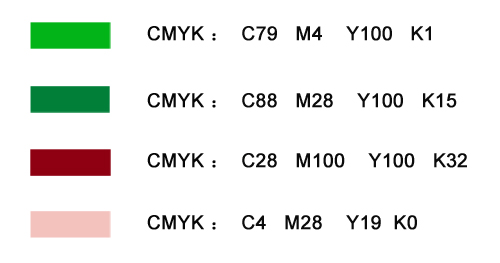 CMYK： C79 M4 Y100 K1
CMYK： C88 M28 Y100 K15
CMYK： C28 M100 Y100 K32
CMYK： C4 M28 Y19 K0